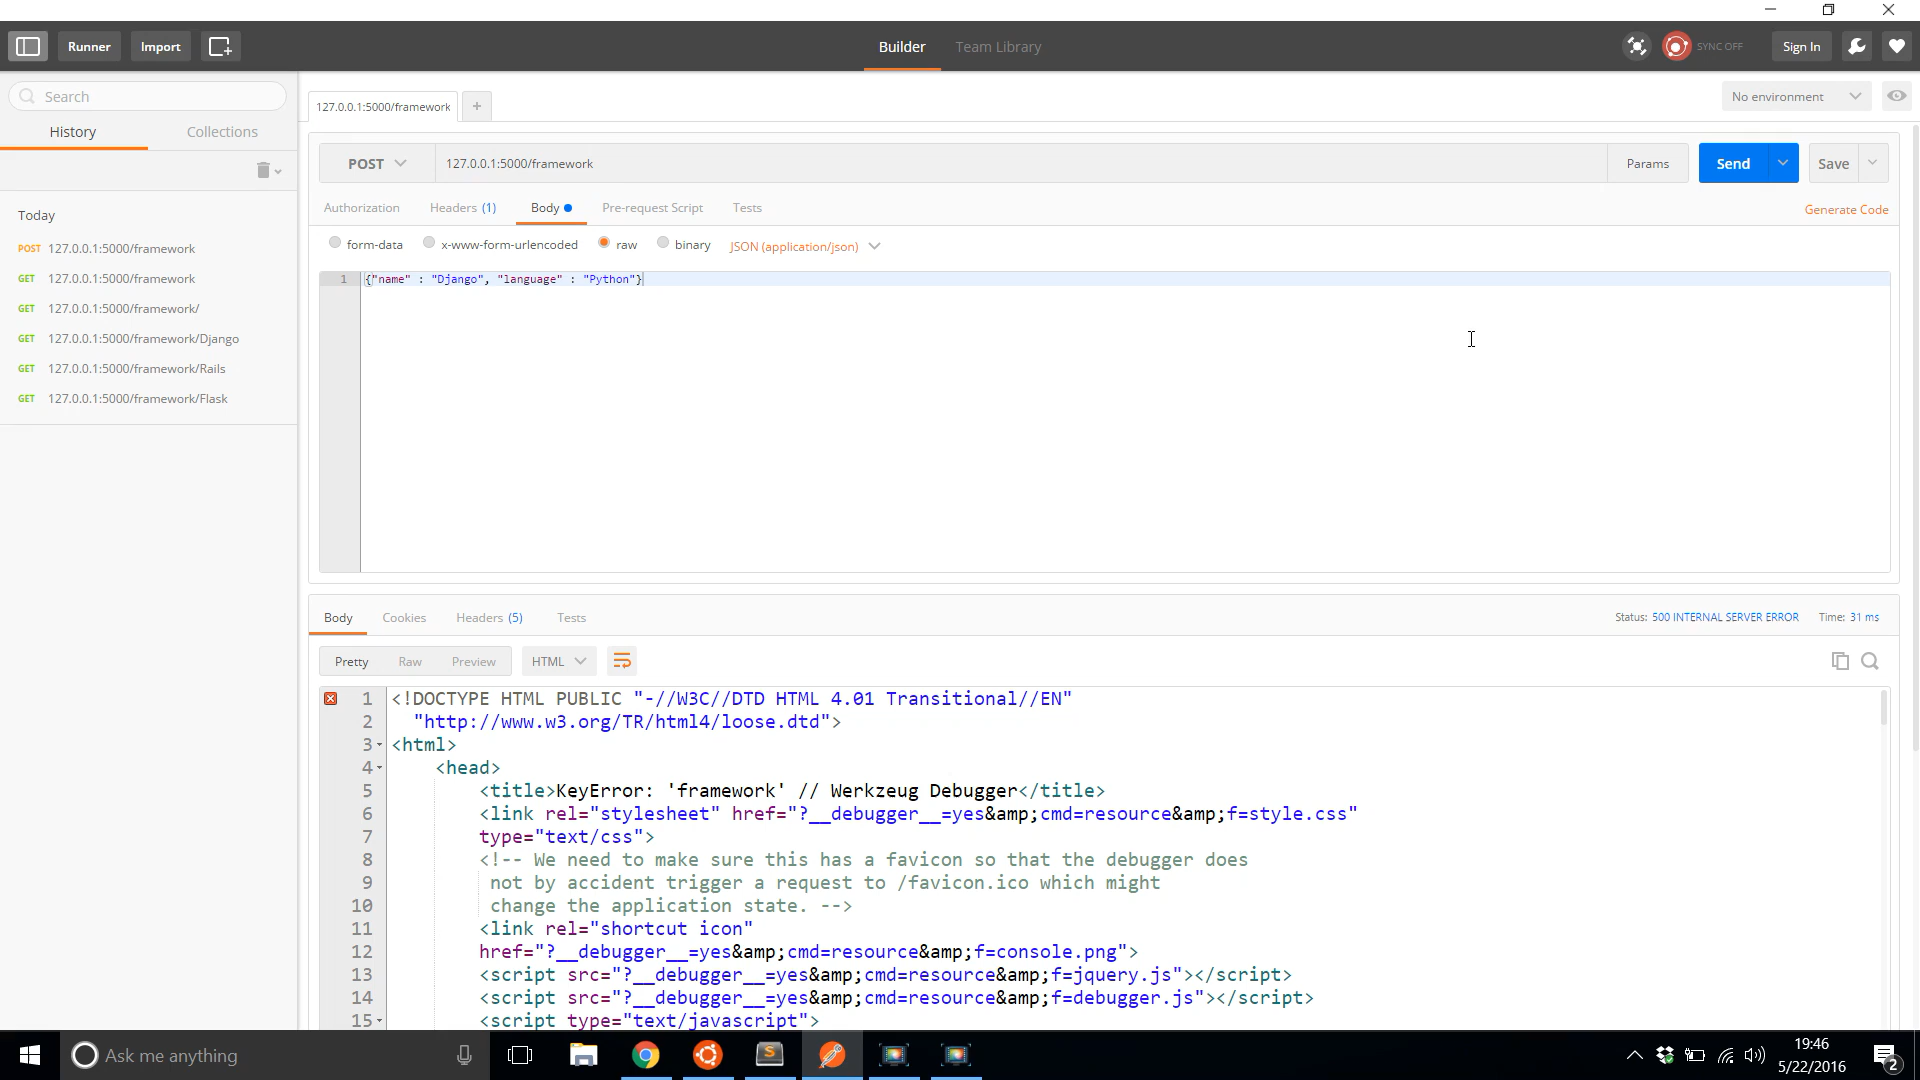 Runner
Import
Builder
Team Library
SYNC OFF
Sign In
Search
History
Collections
Today
POST 127.0.0.1:5000/framework
GET 127.0.0.1:5000/framework
GET 127.0.0.1:5000/framework/
GET 127.0.0.1:5000/framework/Django
GET 127.0.0.1:5000/framework/Rails
GET 127.0.0.1:5000/framework/Flask
127.0.0.1:5000/framework
+
No environment
POST
127.0.0.1:5000/framework
Params
Send
Save
Authorization
Headers (1)
Body
Pre-request Script
Tests
Generate Code
form-data
x-www-form-urlencoded
raw
binary
JSON (application/json)
1 {"name" : "Django", "language" : "Python"}
Body
Cookies
Headers (5)
Tests
Status: 500 INTERNAL SERVER ERROR
Time: 31 ms
Pretty
Raw
Preview
HTML
1 <!DOCTYPE HTML PUBLIC "-//W3C//DTD HTML 4.01 Transitional//EN"
2 "http://www.w3.org/TR/html4/loose.dtd">
3 <html>
4 <head>
5 <title>KeyError: 'framework' // Werkzeug Debugger</title>
6 <link rel="stylesheet" href="?__debugger__=yes&amp;cmd=resource&amp;f=style.css"
7 type="text/css">
8 <!-- We need to make sure this has a favicon so that the debugger does
9 not by accident trigger a request to /favicon.ico which might
10 change the application state. -->
11 <link rel="shortcut icon"
12 href="?__debugger__=yes&amp;cmd=resource&amp;f=console.png">
13 <script src="?__debugger__=yes&amp;cmd=resource&amp;f=jquery.js"></script>
14 <script src="?__debugger__=yes&amp;cmd=resource&amp;f=debugger.js"></script>
15 <script type="text/javascript">
Ask me anything
19:46
5/22/2016
2